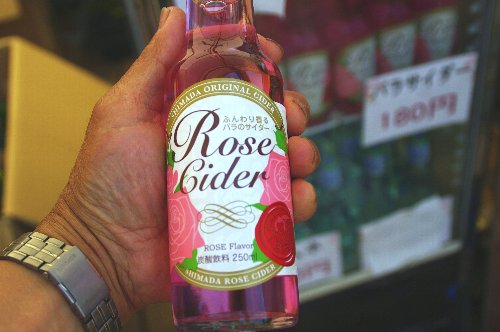 SHIMADA ORIGINAL CIDER
ふんわり香る
バラのサイダー
Rose
Cider
ROSE Flavor
炭酸飲料 250ml
SHIMADA ROSE CIDER
バラサイダー
180円